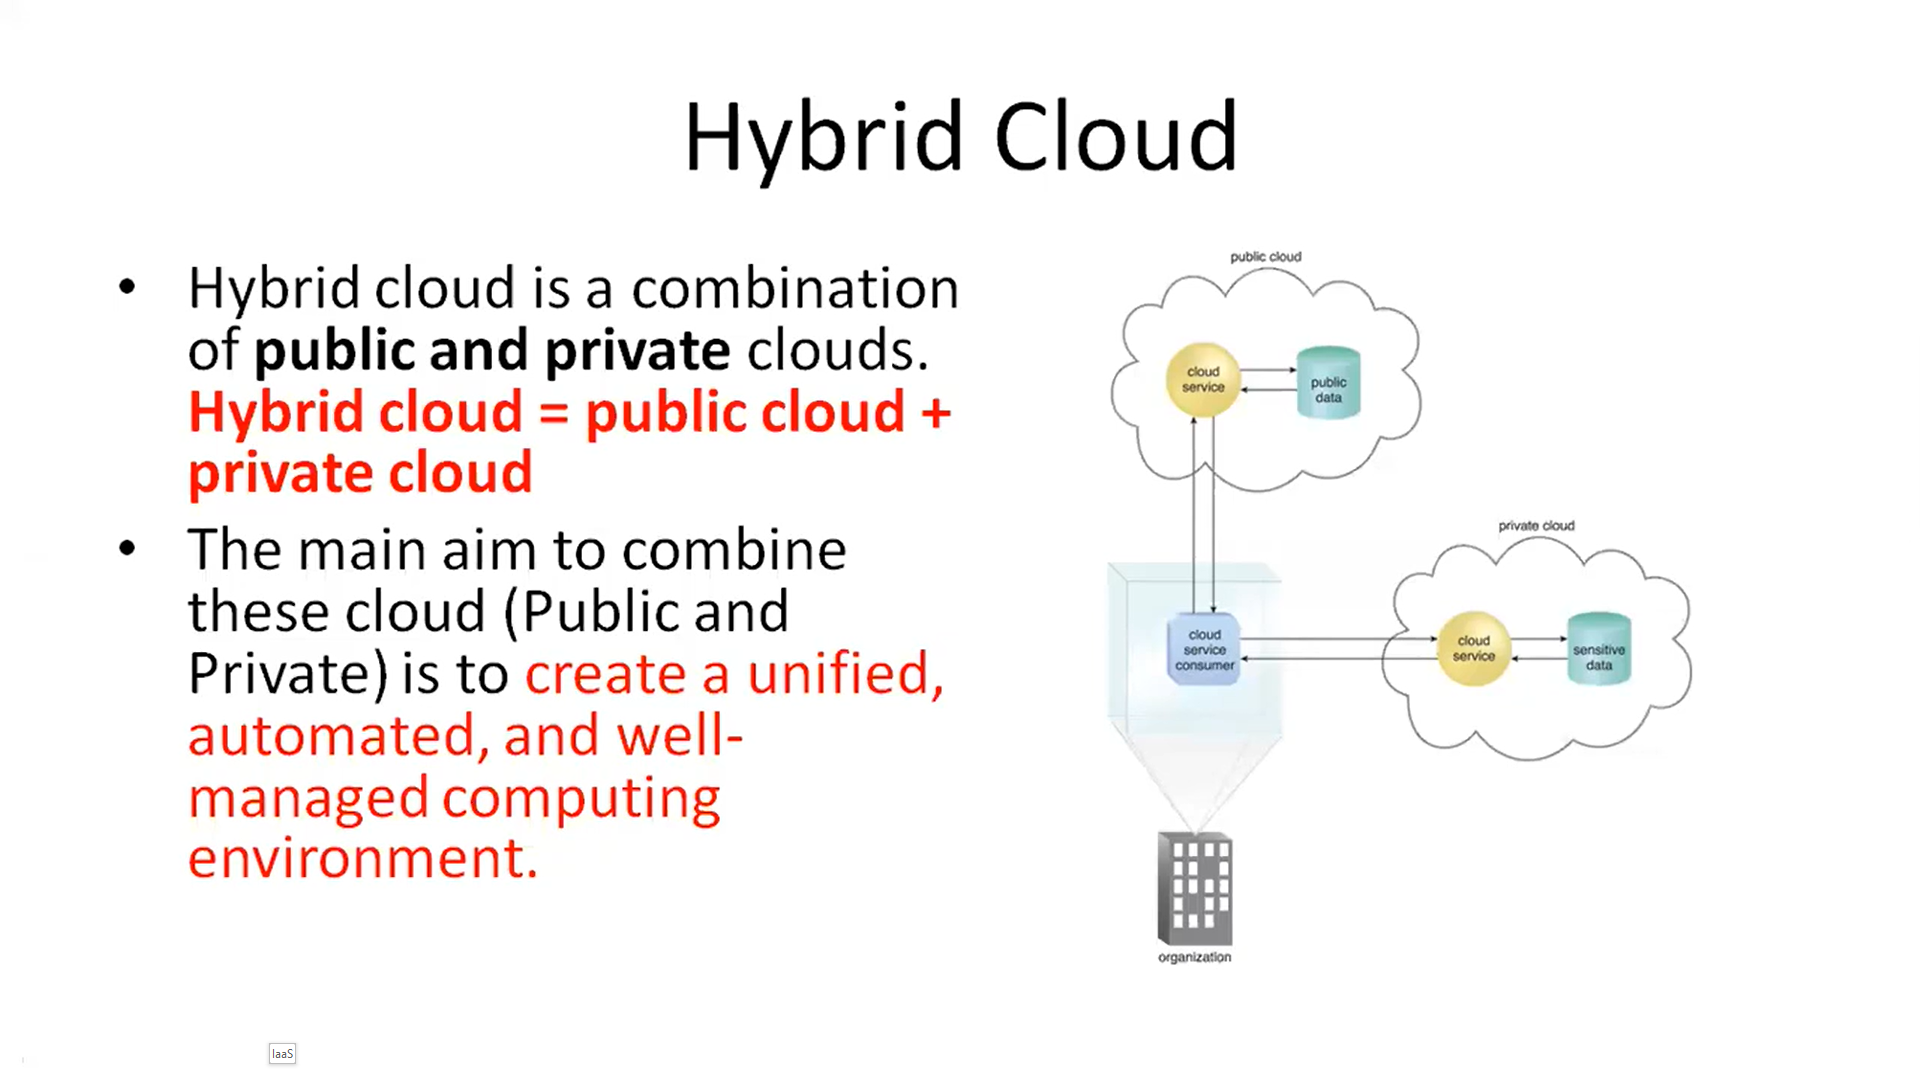 Hybrid Cloud
• Hybrid cloud is a combination
of public and private clouds.
Hybrid cloud = public cloud +
private cloud
• The main aim to combine
these cloud (Public and
Private) is to create a unified,
automated, and well-
managed computing
environment.
public cloud
cloud
service
public
data
private cloud
cloud
service
consumer
cloud
service
sensitive
data
organization
IaaS